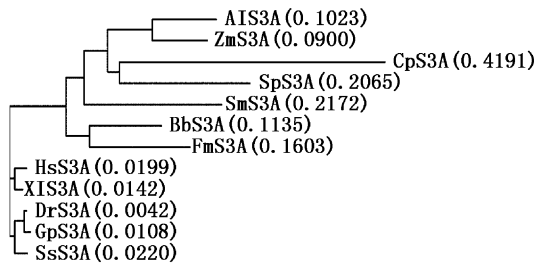 AIS3A(0.1023)
ZmS3A(0.0900)
CpS3A(0.4191)
SpS3A(0.2065)
SmS3A(0.2172)
BbS3A(0.1135)
FmS3A(0.1603)
HsS3A(0.0199)
XIS3A(0.0142)
DrS3A(0.0042)
GpS3A(0.0108)
SsS3A(0.0220)